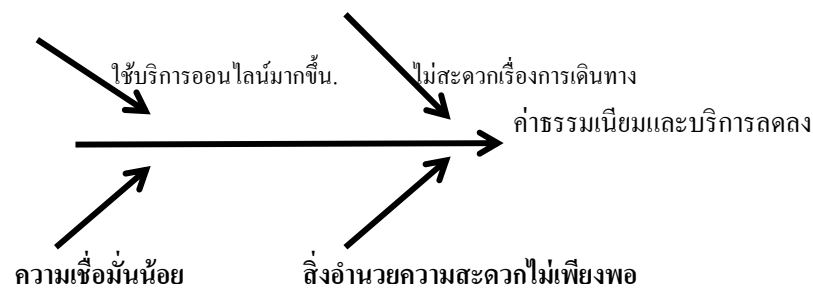 ใช้บริการออนไลน์มากขึ้น.
ไม่สะดวกเรื่องการเดินทาง
ค่าธรรมเนียมและบริการลดลง
ความเชื่อมั่นน้อย
สิ่งอำนวยความสะดวกไม่เพียงพอ